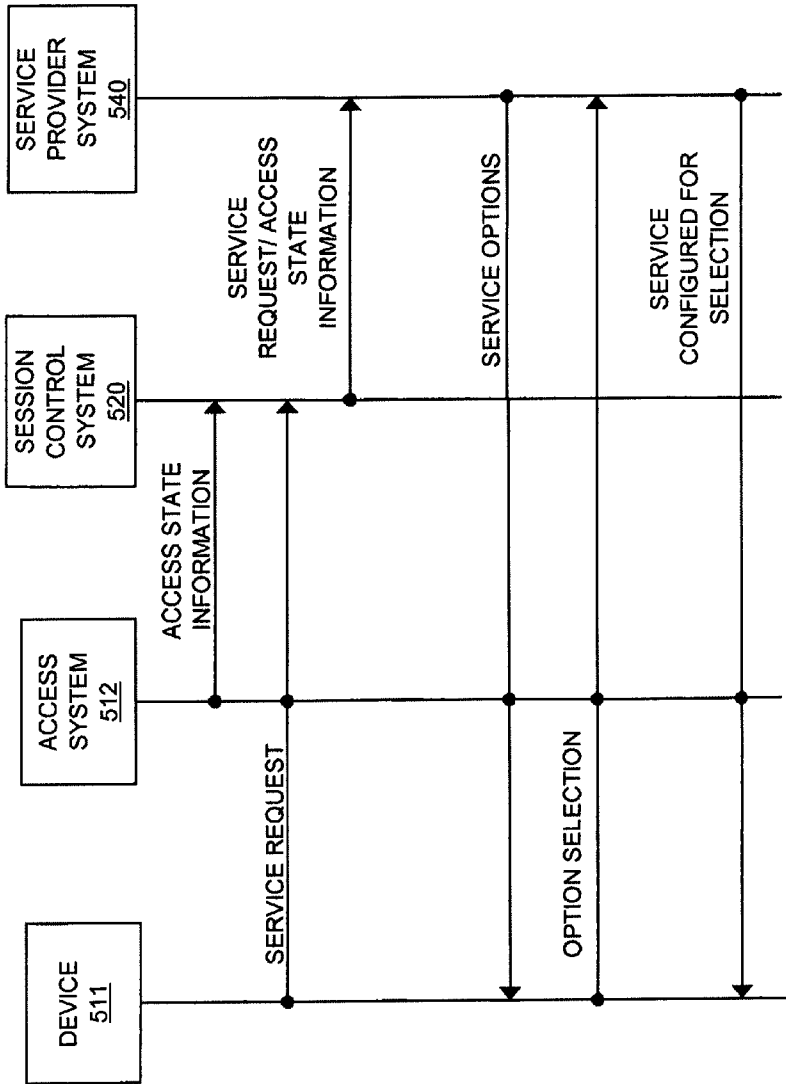 DEVICE
511
ACCESS
SYSTEM
512
SESSION
CONTROL
SYSTEM
520
SERVICE
PROVIDER
SYSTEM
540
ACCESS STATE
INFORMATION
SERVICE REQUEST
SERVICE
REQUEST/ ACCESS
STATE
INFORMATION
SERVICE OPTIONS
OPTION SELECTION
SERVICE
CONFIGURED FOR
SELECTION